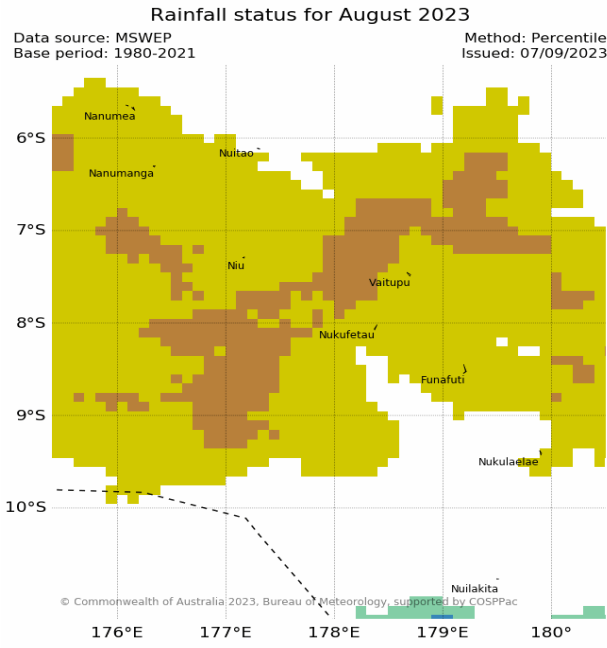 Rainfall status for August 2023
Data source: MSWEP
Method: Percentile
Base period: 1980-2021
Issued: 07/09/2023
Nanumea
6°S
Nuitao
Nanumanga
7°S
Niu
Vaitupu
8°S
Nukufetau
Funafuti
9°S
Nukulaelae
10°S
Nuilakita
© Commonwealth of Australia 2023, Bureau of Meteorology, supported by COSPPac
176°E 177°E 178°E 179°E 180°